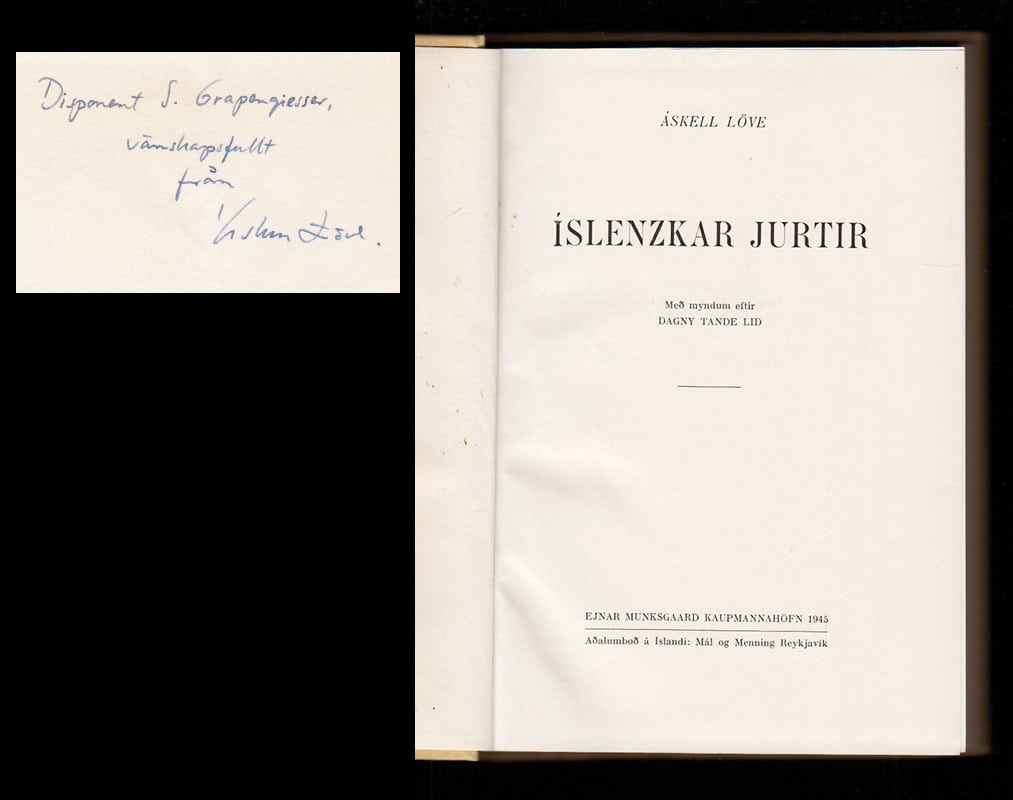 Disponent S. Grapengiesser,
vänskapsfullt
från
Áskell Löve.
ÁSKELL LÖVE
ÍSLENZKAR JURTIR
Með myndum eftir
DAGNY TANDE LID
EJNAR MUNKSGAARD KAUPMANNAHÖFN 1945
Aðalumboð á Íslandi: Mál og Menning Reykjavík